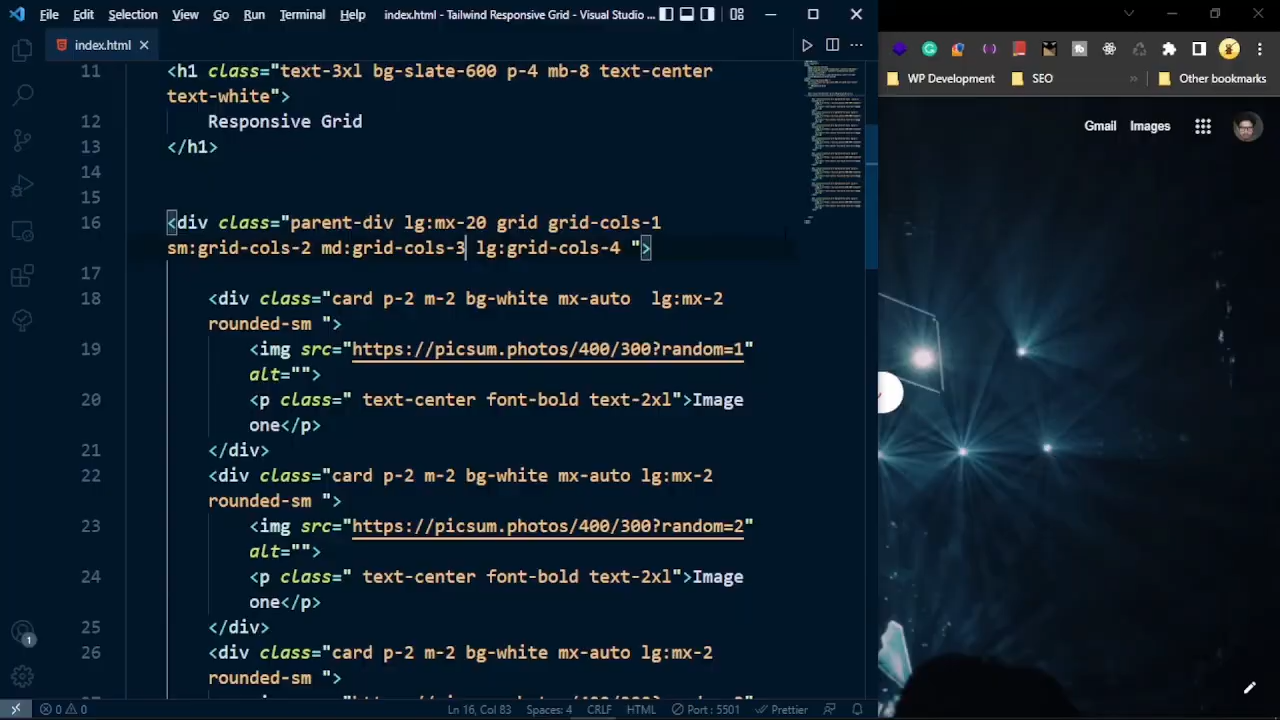 File Edit Selection View Go Run Terminal Help index.html - Tailwind Responsive Grid - Visual Studio ...
index.html
WP Development SEO » Other bookmarks
11 <h1 class="text-3xl bg-slate-600 p-4 mb-8 text-center
text-white">
12 Responsive Grid
13 </h1>
14
15
16 <div class="parent-div lg:mx-20 grid grid-cols-1
sm:grid-cols-2 md:grid-cols-3 lg:grid-cols-4 ">
17
18 <div class="card p-2 m-2 bg-white mx-auto  lg:mx-2
rounded-sm ">
19 <img src="https://picsum.photos/400/300?random=1"
alt="">
20 <p class=" text-center font-bold text-2xl">Image
one</p>
21 </div>
22 <div class="card p-2 m-2 bg-white mx-auto lg:mx-2
rounded-sm ">
23 <img src="https://picsum.photos/400/300?random=2"
alt="">
24 <p class=" text-center font-bold text-2xl">Image
one</p>
25 </div>
26 <div class="card p-2 m-2 bg-white mx-auto lg:mx-2
rounded-sm ">
Gmail Images
1
0 0 Ln 16, Col 83 Spaces: 4 CRLF HTML Port : 5501 Prettier